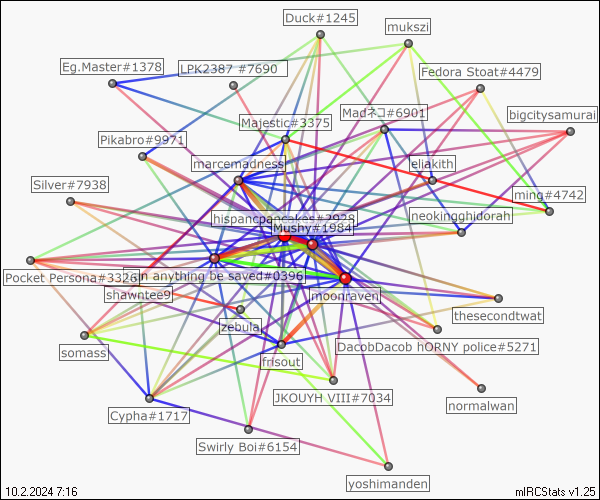 Duck#1245
mukszi
Eg.Master#1378
LPK2387 #7690
Fedora Stoat#4479
Madネコ#6901
bigcitysamurai
Majestic#3375
Pikabro#9971
marcemadness
eliakith
Silver#7938
ming#4742
hispanicpancakes#3928
neokingghidorah
Mushy#1984
Pocket Persona#3326
can anything be saved#0396
shawntee9
moonraven
thesecondtwat
zebula
DacobDacob hORNY police#5271
somass
frisout
JKOUYH VIII#7034
normalwan
Cypha#1717
Swirly Boi#6154
yoshimanden
10.2.2024 7:16
mIRCStats v1.25